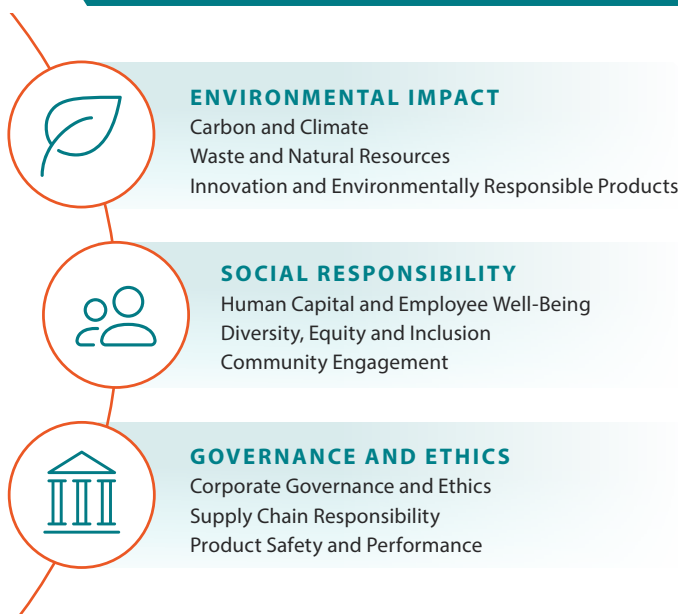 ENVIRONMENTAL IMPACT
Carbon and Climate
Waste and Natural Resources
Innovation and Environmentally Responsible Products
SOCIAL RESPONSIBILITY
Human Capital and Employee Well-Being
Diversity, Equity and Inclusion
Community Engagement
GOVERNANCE AND ETHICS
Corporate Governance and Ethics
Supply Chain Responsibility
Product Safety and Performance